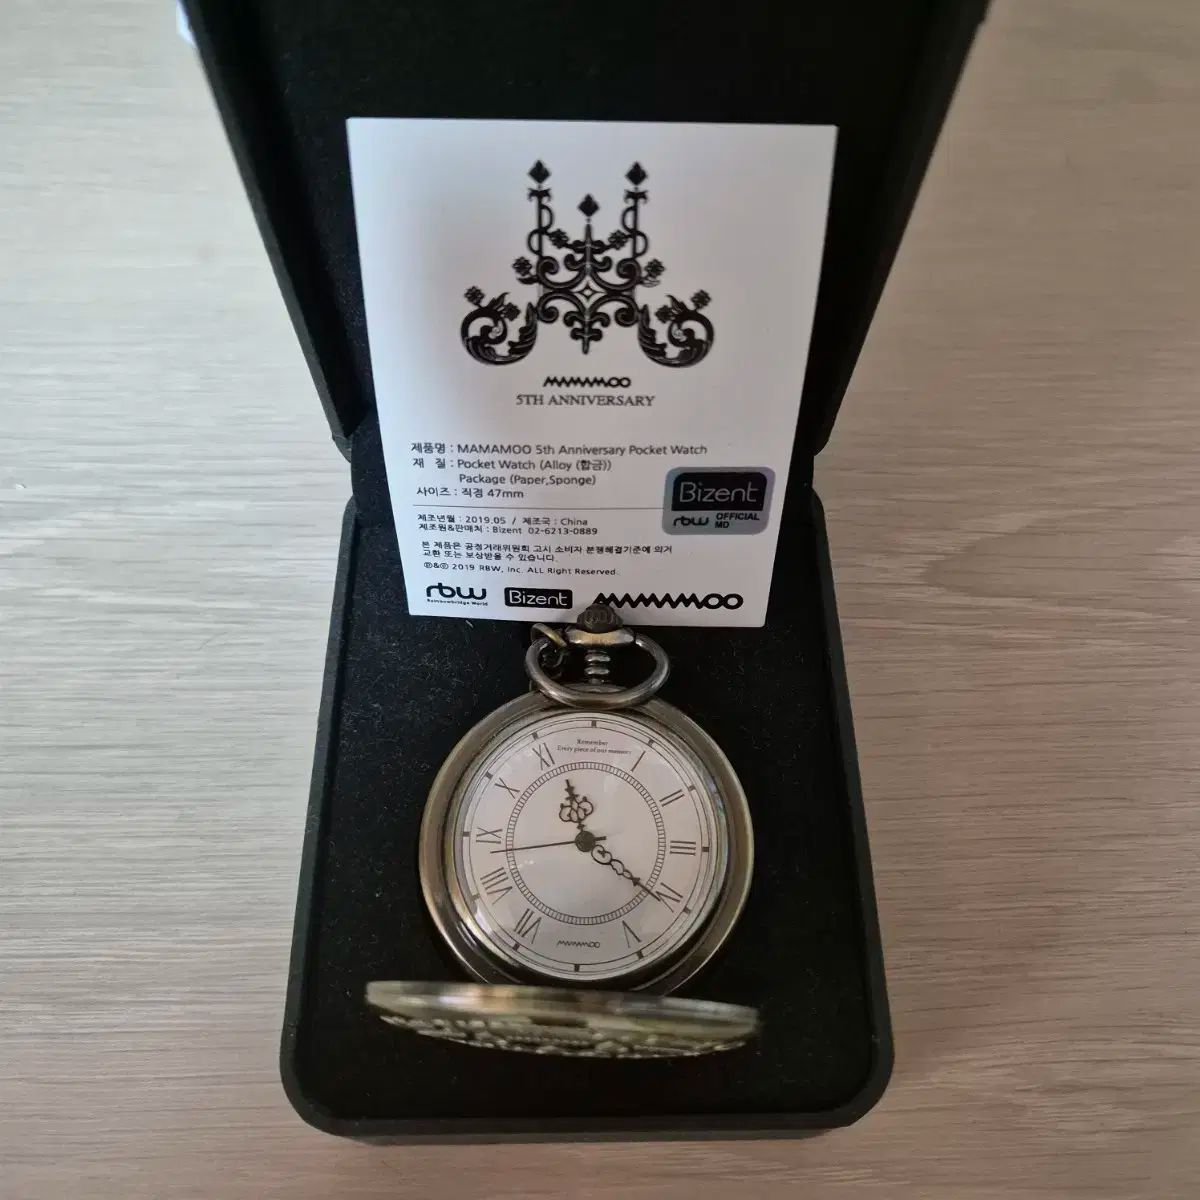 MAMAMOO
5TH ANNIVERSARY
제품명 : MAMAMOO 5th Anniversary Pocket Watch
재 질 : Pocket Watch (Alloy (합금))
Package (Paper,Sponge)
사이즈 : 직경 47mm
Bizent
rbw OFFICIAL
MD
제조년월 : 2019.05 / 제조국 : China
제조원&판매처 : Bizent 02-6213-0889
본 제품은 공정거래위원회 고시 소비자 분쟁해결기준에 의거
교환 또는 보상받을 수 있습니다.
℗&© 2019 RBW, Inc. ALL Right Reserved.
rbw Bizent MAMAMOO
Rainbowbridge World
Remember
Every piece of our memory
XI I
X II
IX III
VIII IV
VII V
MAMAMOO